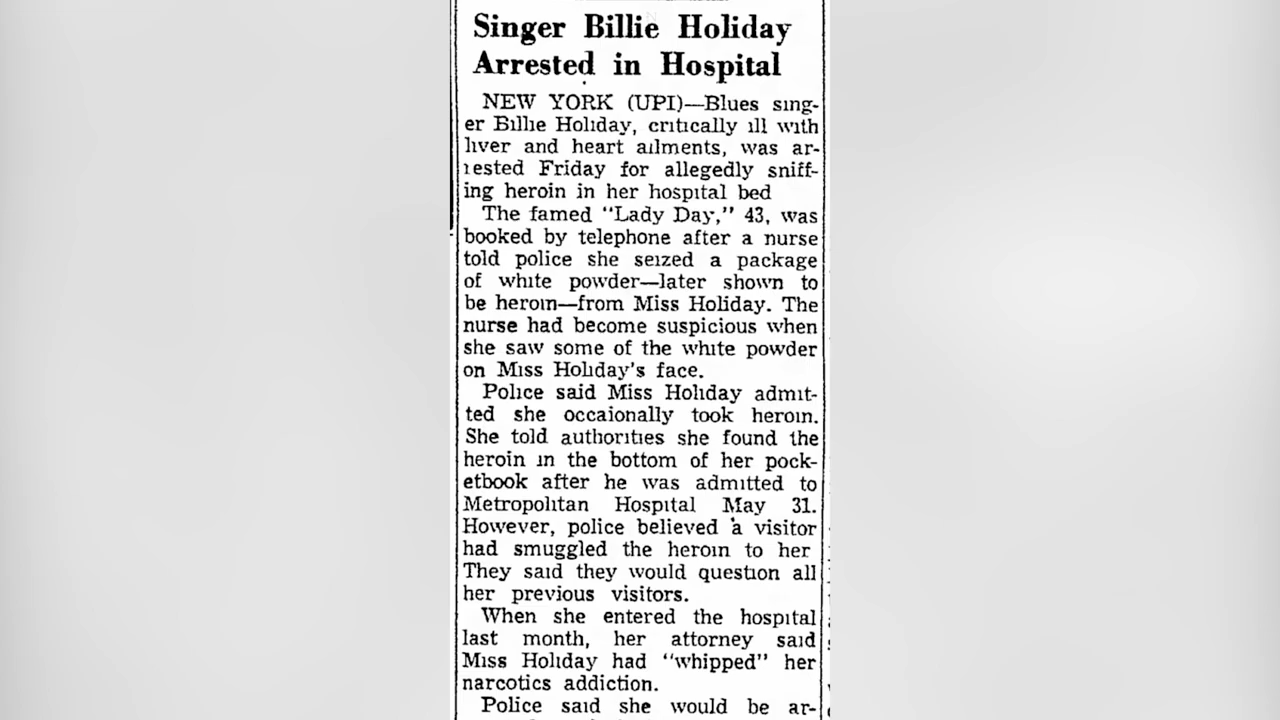 Singer Billie Holiday
Arrested in Hospital
NEW YORK (UPI)—Blues sing-
er Billie Holiday, critically ill with
liver and heart ailments, was ar-
rested Friday for allegedly sniff-
ing heroin in her hospital bed
The famed "Lady Day," 43, was
booked by telephone after a nurse
told police she seized a package
of white powder—later shown to
be heroin—from Miss Holiday. The
nurse had become suspicious when
she saw some of the white powder
on Miss Holiday's face.
Police said Miss Holiday admit-
ted she occaionally took heroin.
She told authorities she found the
heroin in the bottom of her pock-
etbook after he was admitted to
Metropolitan Hospital May 31.
However, police believed a visitor
had smuggled the heroin to her
They said they would question all
her previous visitors.
When she entered the hospital
last month, her attorney said
Miss Holiday had "whipped" her
narcotics addiction.
Police said she would be ar-